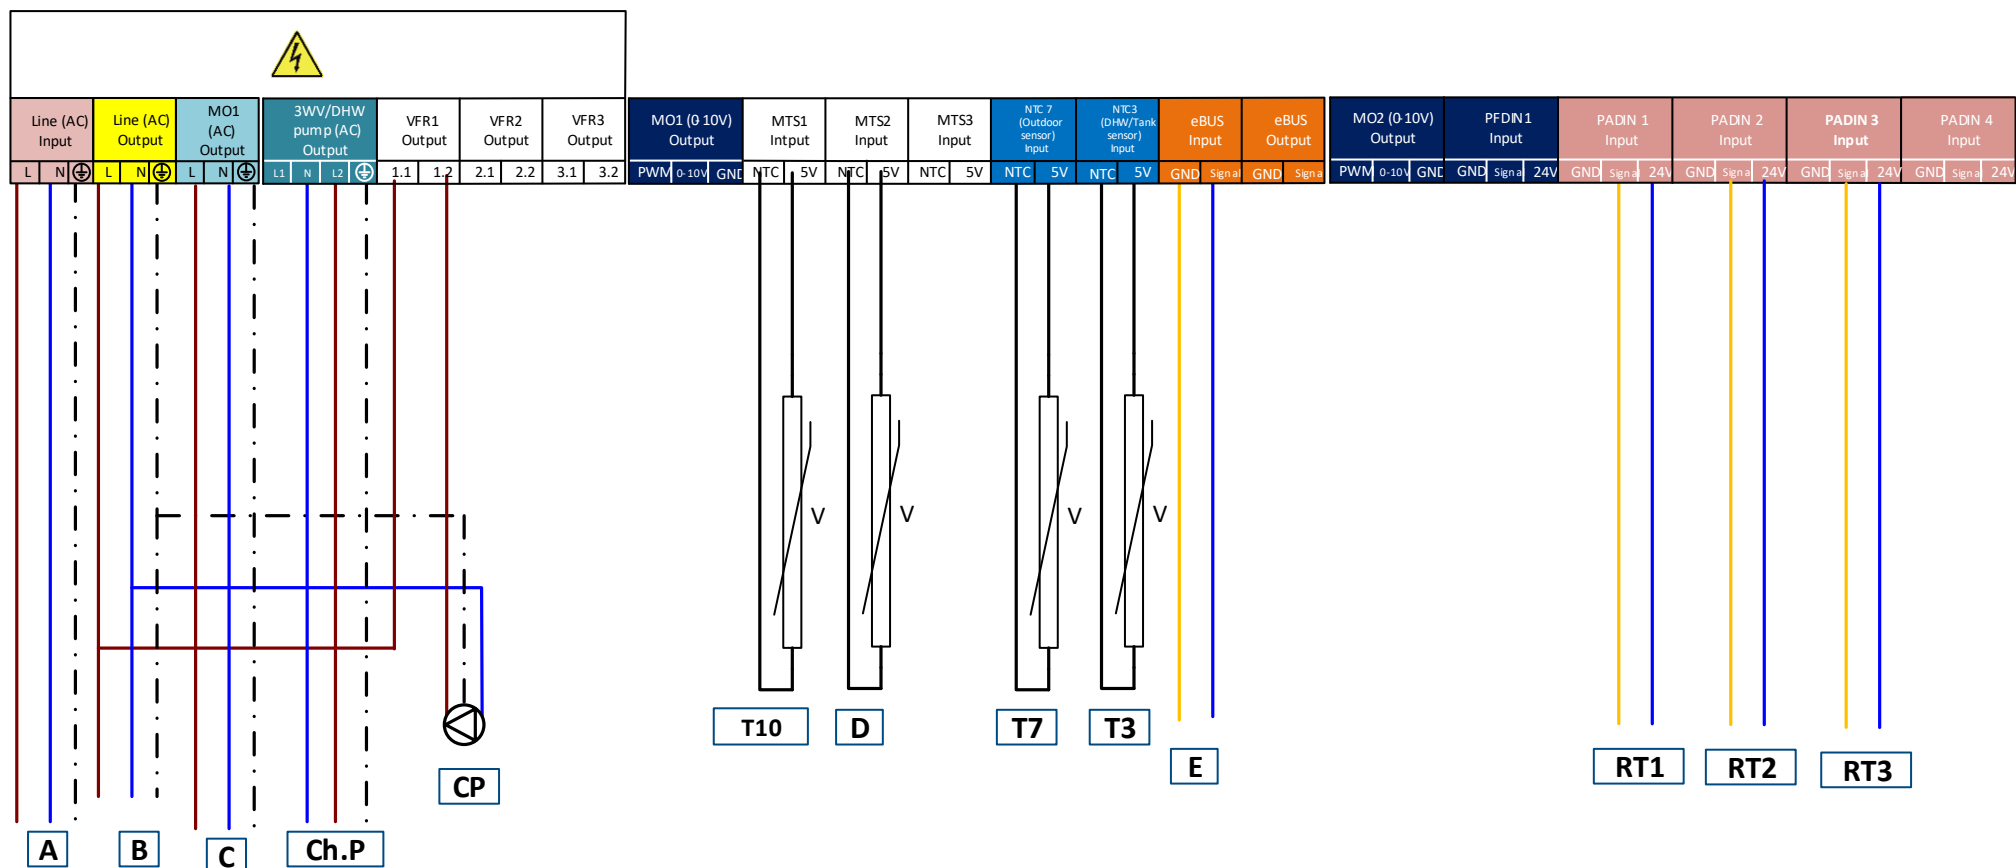 Line (AC)
Input
Line (AC)
Output
MO1
(AC)
Output
3WV/DHW
pump (AC)
Output
VFR1
Output
VFR2
Output
VFR3
Output
MO1 (0 10V)
Output
MTS1
Intput
MTS2
Input
MTS3
Input
NTC 7
(Outdoor
sensor)
Input
NTC3
(DHW/Tank
sensor)
Input
eBUS
Input
eBUS
Output
MO2 (0-10V)
Output
PFDIN1
Input
PADIN 1
Input
PADIN 2
Input
PADIN 3
Input
PADIN 4
Input
L N L N L N L1 N L2 1.1 1.2 2.1 2.2 3.1 3.2 PWM 0-10V GND NTC 5V NTC 5V NTC 5V NTC 5V NTC 5V GND Signal GND Signal PWM 0-10V GND GND Signal 24V GND Signal 24V GND Signal 24V GND Signal 24V GND Signal 24V
V V V V
T10 D T7 T3
E RT1 RT2 RT3
CP
A B C Ch.P